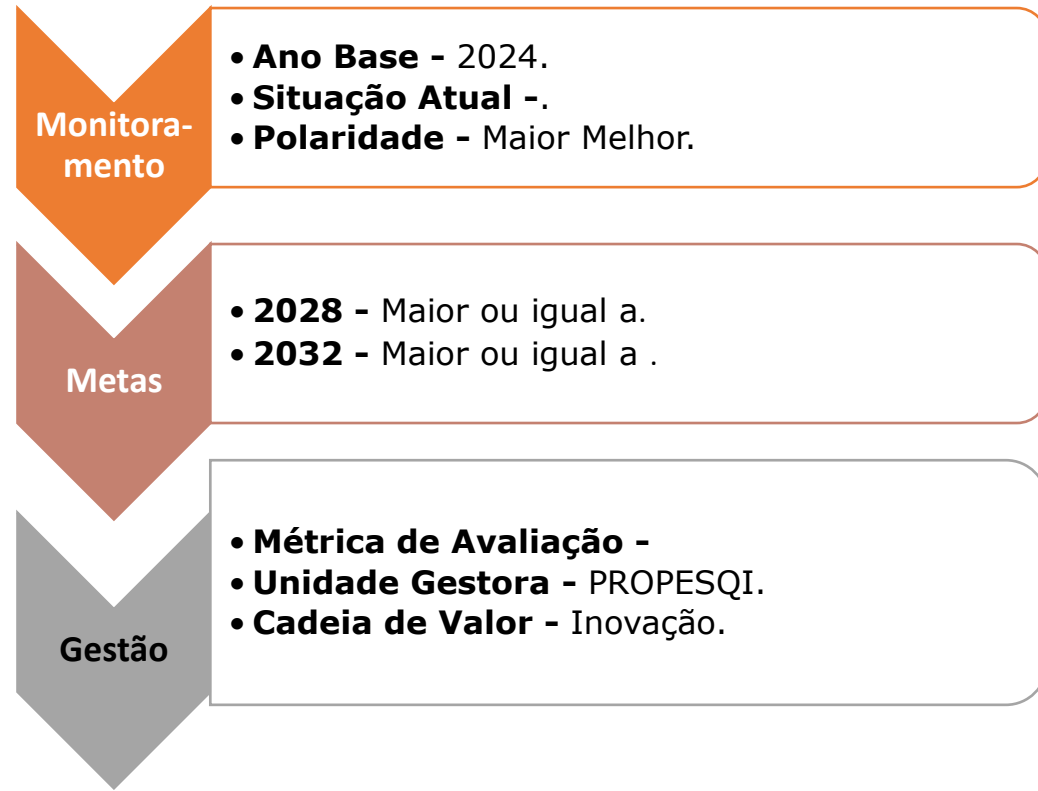 Monitora-
mento
• Ano Base - 2024.
• Situação Atual -.
• Polaridade - Maior Melhor.
Metas
• 2028 - Maior ou igual a.
• 2032 - Maior ou igual a .
Gestão
• Métrica de Avaliação -
• Unidade Gestora - PROPESQI.
• Cadeia de Valor - Inovação.